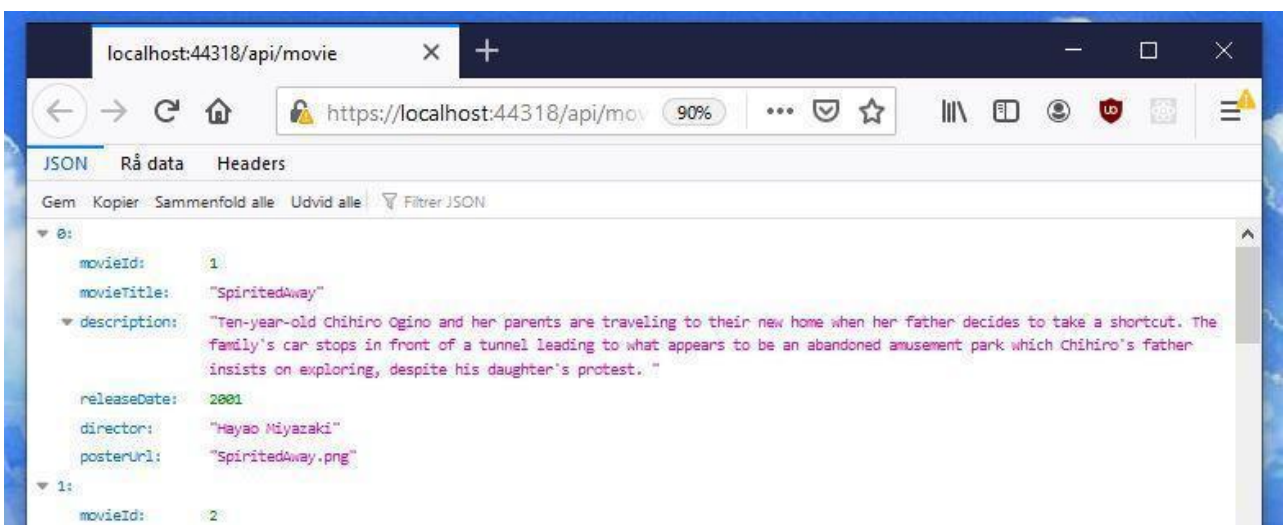 localhost:44318/api/movie
https://localhost:44318/api/mov 90%
JSON Rå data Headers
Gem Kopier Sammenfold alle Udvid alle Filtrer JSON
0:
movieId: 1
movieTitle: "SpiritedAway"
description: "Ten-year-old Chihiro Ogino and her parents are traveling to their new home when her father decides to take a shortcut. The
family's car stops in front of a tunnel leading to what appears to be an abandoned amusement park which Chihiro's father
insists on exploring, despite his daughter's protest. "
releaseDate: 2001
director: "Hayao Miyazaki"
posterUrl: "SpiritedAway.png"
1:
movieId: 2